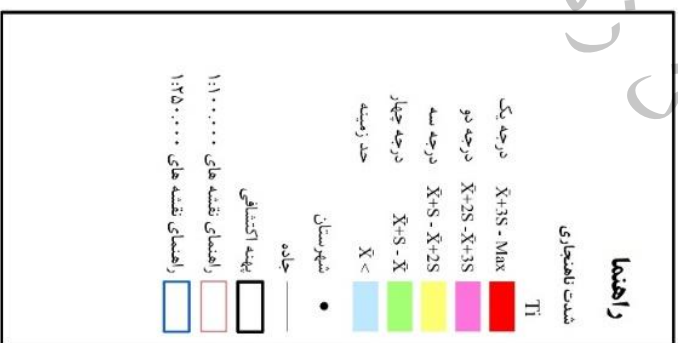 راهنما
شدت ناهنجاری
Ti
درجه یک X̄+3S - Max
درجه دو X̄+2S -X̄+3S
درجه سه X̄+S - X̄+2S
درجه چهار X̄+S - X̄
حد زمینه X̄ <
شهرستان
جاده
پهنه اکتشافی
راهنمای نقشه های ۱:۱۰۰.۰۰۰
راهنمای نقشه های ۱:۲۵۰.۰۰۰